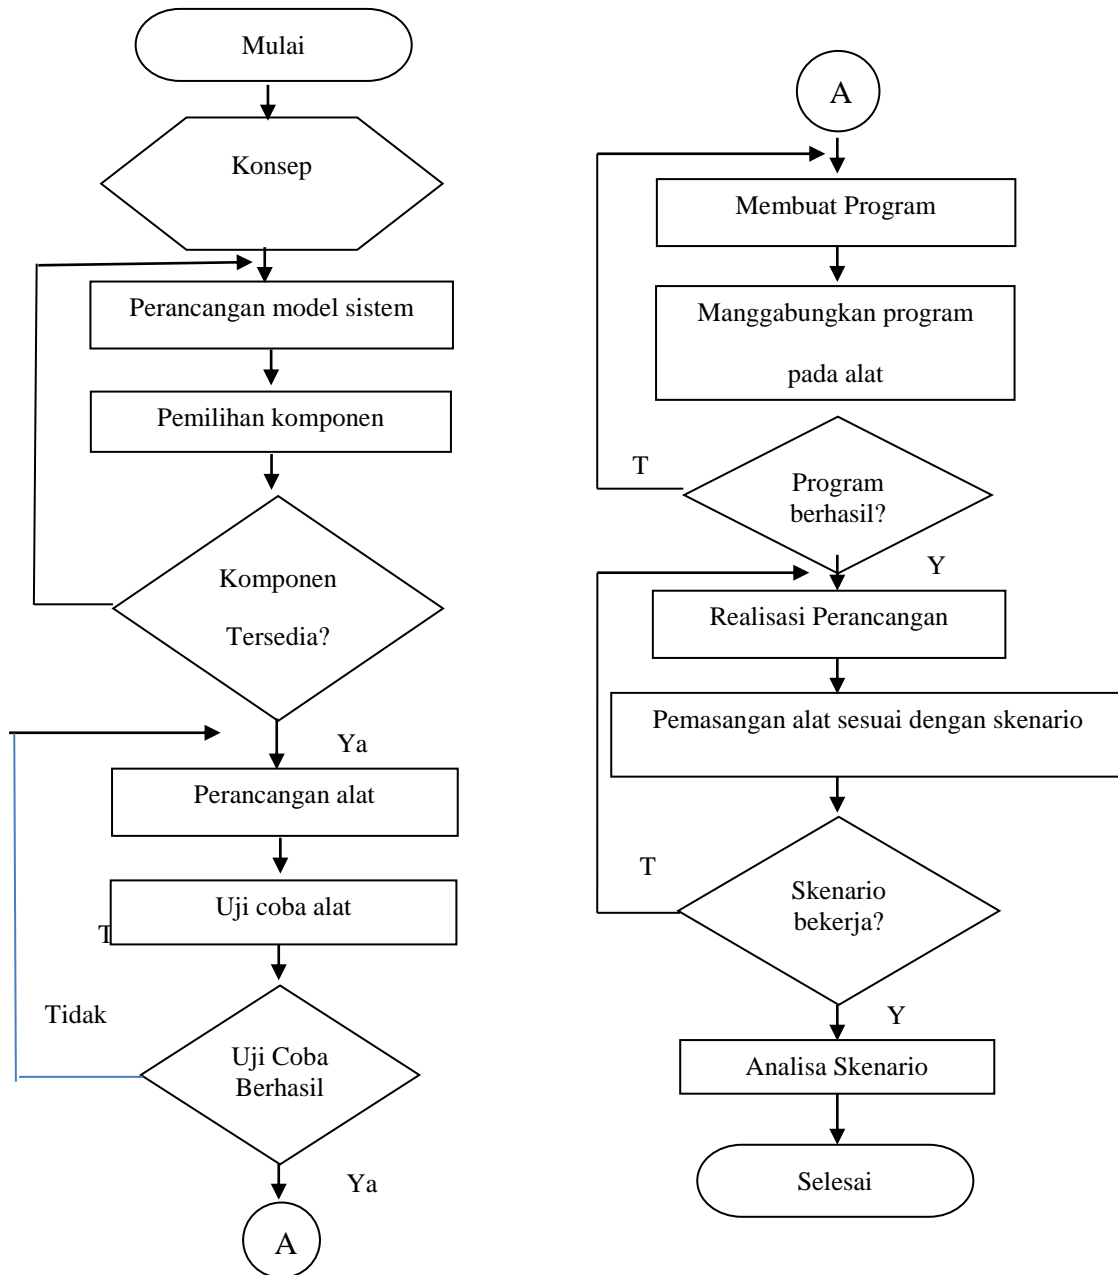 Mulai
Konsep
Perancangan model sistem
Pemilihan komponen
Komponen
Tersedia?
Ya
Perancangan alat
Uji coba alat
T
Tidak
Uji Coba
Berhasil
Ya
A
A
Membuat Program
Manggabungkan program
pada alat
T
Program
berhasil?
Y
Realisasi Perancangan
Pemasangan alat sesuai dengan skenario
T
Skenario
bekerja?
Y
Analisa Skenario
Selesai